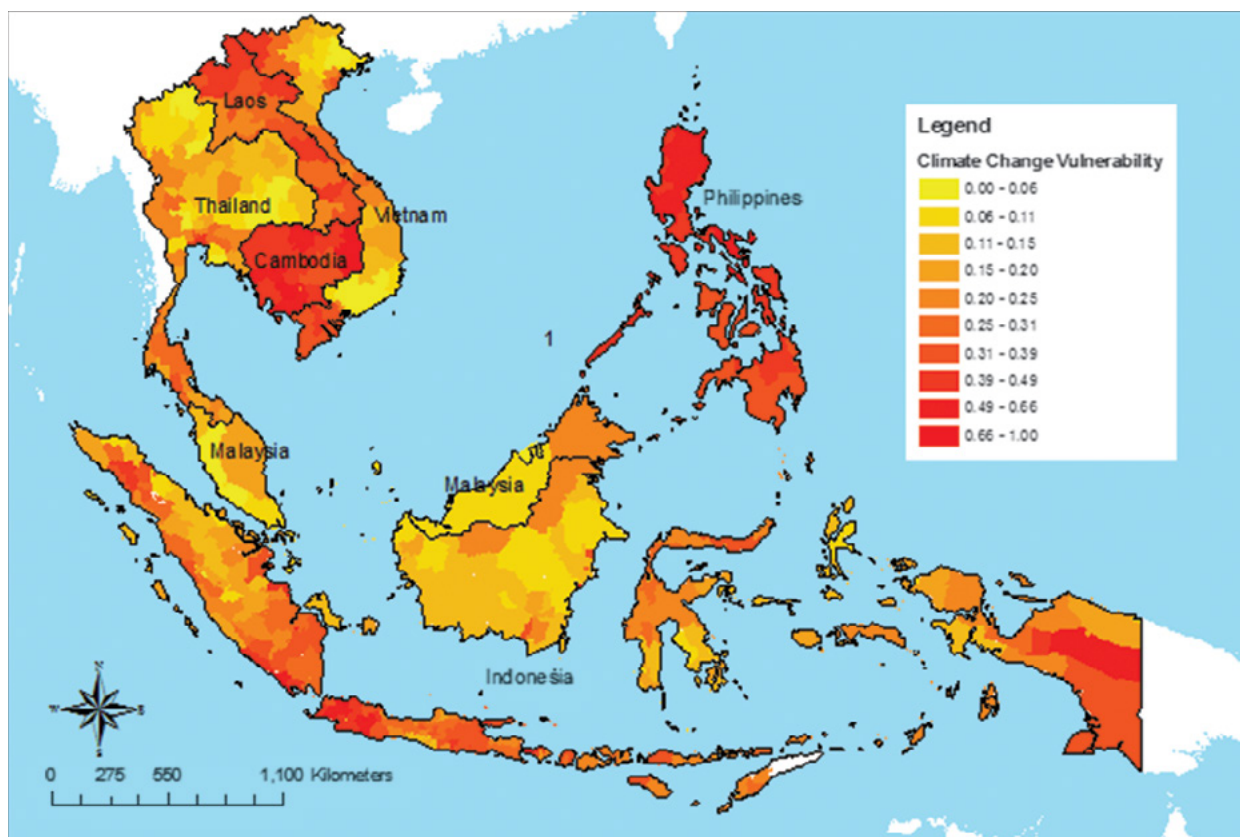 Laos
Thailand
Vietnam
Cambodia
Philippines
1
Malaysia
Malaysia
Indonesia
Legend
Climate Change Vulnerability
0.00 - 0.06
0.06 - 0.11
0.11 - 0.15
0.15 - 0.20
0.20 - 0.25
0.25 - 0.31
0.31 - 0.39
0.39 - 0.49
0.49 - 0.66
0.66 - 1.00
N
W
S
0 275 550 1,100 Kilometers